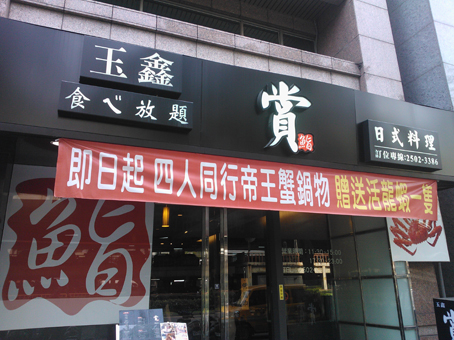 玉鑫
食べ放題
賞
鮨
日式料理
訂位專線:2502-3386
即日起 四人同行帝王蟹鍋物 贈送活龍蝦一隻
鮨